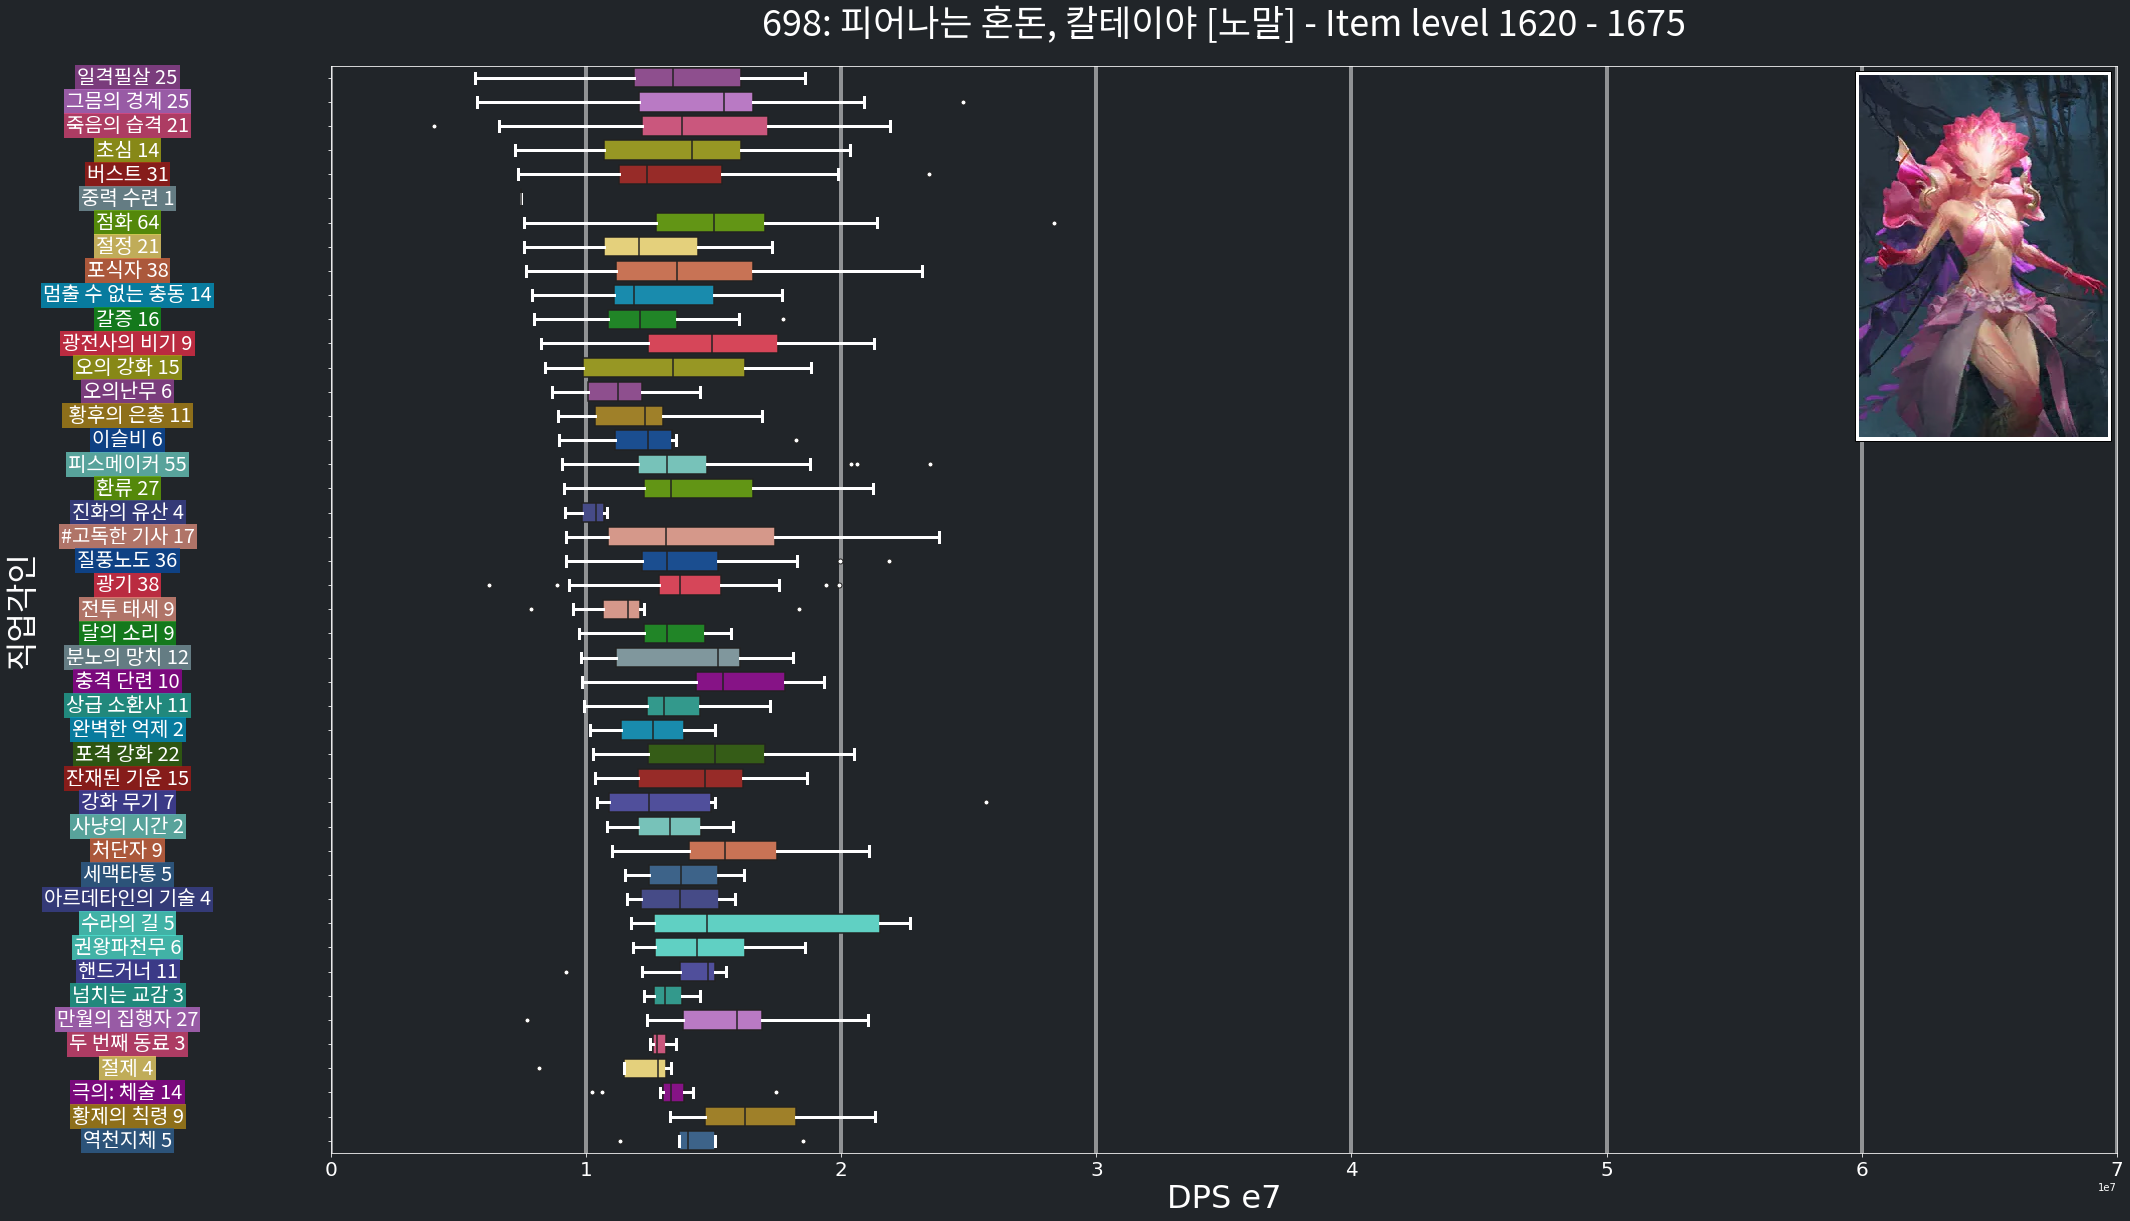 698: 피어나는 혼돈, 칼테이야 [노말] - Item level 1620 - 1675
직업각인
일격필살 25
그믐의 경계 25
죽음의 습격 21
초심 14
버스트 31
중력 수련 1
점화 64
절정 21
포식자 38
멈출 수 없는 충동 14
갈증 16
광전사의 비기 9
오의 강화 15
오의난무 6
황후의 은총 11
이슬비 6
피스메이커 55
환류 27
진화의 유산 4
#고독한 기사 17
질풍노도 36
광기 38
전투 태세 9
달의 소리 9
분노의 망치 12
충격 단련 10
상급 소환사 11
완벽한 억제 2
포격 강화 22
잔재된 기운 15
강화 무기 7
사냥의 시간 2
처단자 9
세맥타통 5
아르데타인의 기술 4
수라의 길 5
권왕파천무 6
핸드거너 11
넘치는 교감 3
만월의 집행자 27
두 번째 동료 3
절제 4
극의: 체술 14
황제의 칙령 9
역천지체 5
0 1 2 3 4 5 6 7
1e7
DPS e7